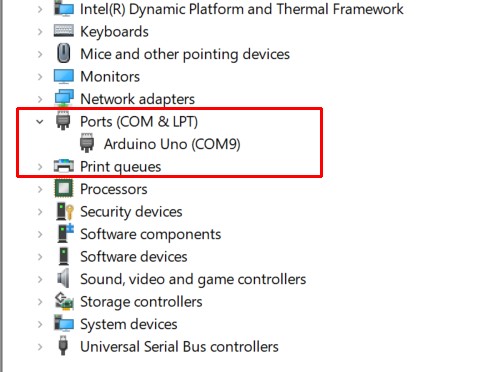 Intel(R) Dynamic Platform and Thermal Framework
Keyboards
Mice and other pointing devices
Monitors
Network adapters
Ports (COM & LPT)
Arduino Uno (COM9)
Print queues
Processors
Security devices
Software components
Software devices
Sound, video and game controllers
Storage controllers
System devices
Universal Serial Bus controllers